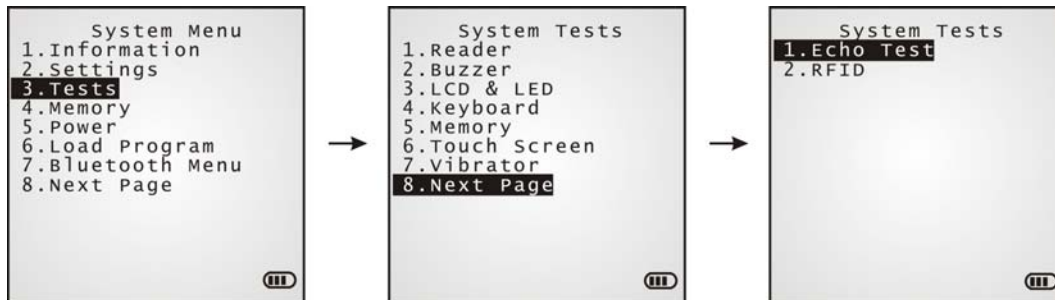 System Menu
1.Information
2.Settings
3.Tests
4.Memory
5.Power
6.Load Program
7.Bluetooth Menu
8.Next Page
System Tests
1.Reader
2.Buzzer
3.LCD & LED
4.Keyboard
5.Memory
6.Touch Screen
7.Vibrator
8.Next Page
System Tests
1.Echo Test
2.RFID